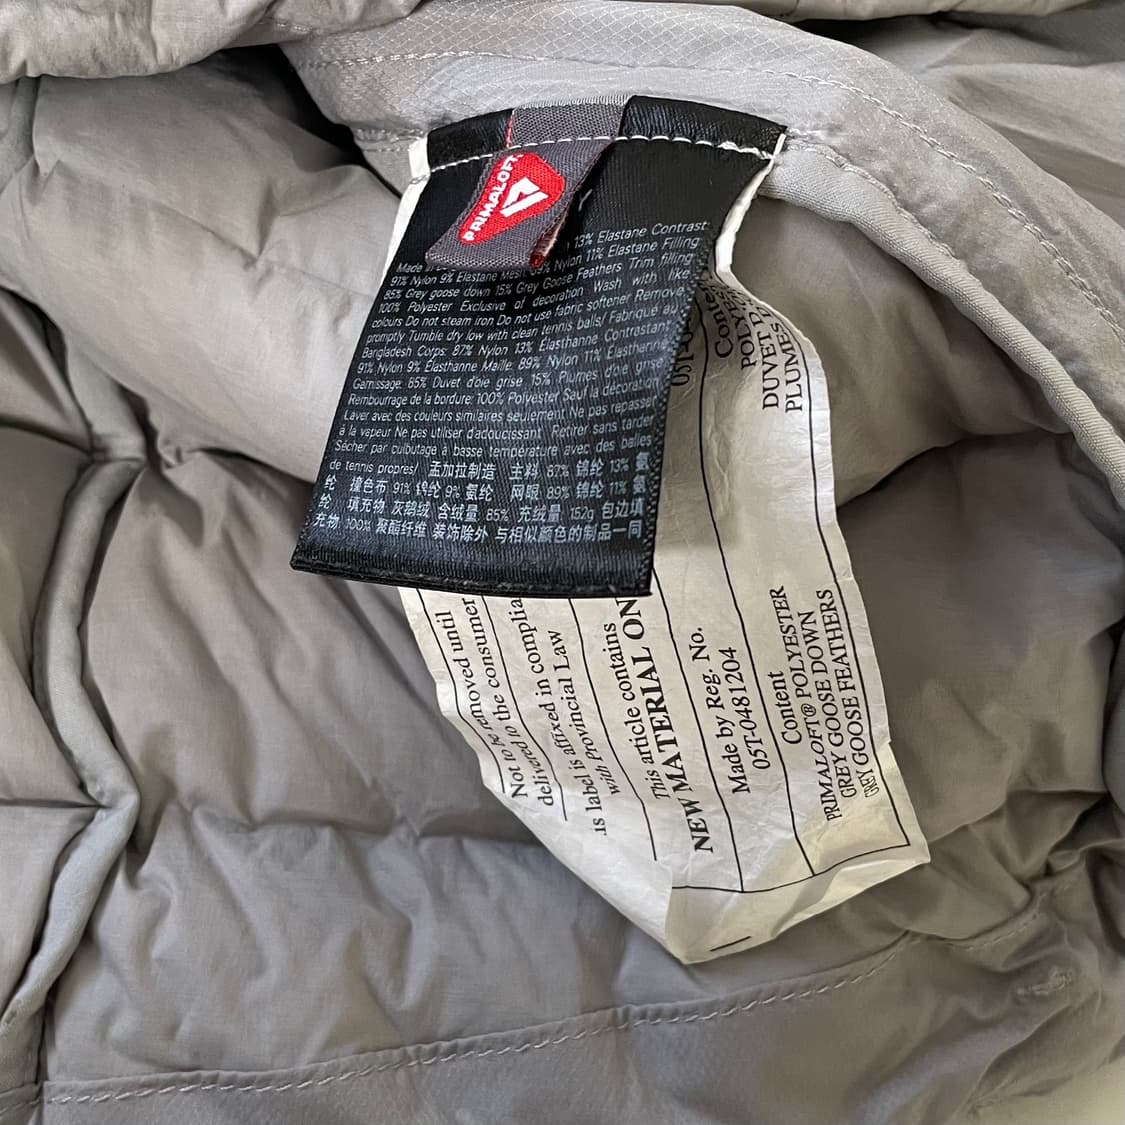 PRIMALOFT
13% Elastane Contrast:
Made in
91% Nylon 9% Elastane Mesh: 89% Nylon 11% Elastane Filling:
85% Grey goose down 15% Grey Goose Feathers Trim filling:
100% Polyester Exclusive of decoration Wash with like
colours Do not steam iron Do not use fabric softener Remove
promptly Tumble dry low with clean tennis balls/ Fabriqué au
Bangladesh Corps: 87% Nylon 13% Élasthanne Contrastant:
91% Nylon 9% Élasthanne Maille: 89% Nylon 11% Élasthanne
Garnissage: 85% Duvet d'oie grise 15% Plumes d'oie grise
Rembourrage de la bordure: 100% Polyester Sauf la décoration
Laver avec des couleurs similaires seulement Ne pas repasser
à la vapeur Ne pas utiliser d'adoucissant Retirer sans tarder
Sécher par culbutage à basse température avec des balles
de tennis propres/ 孟加拉制造 主料 87% 锦纶 13% 氨
纶 撞色布 91% 锦纶 9% 氨纶 网眼 89% 锦纶 11% 氨
纶 填充物 灰鹅绒 含绒量 85% 充绒量 152g 包边填
充物 100% 聚酯纤维 装饰除外 与相似颜色的制品一同
05T-0
Conte
POLY
DUVET D
PLUMES
Not to be removed until
delivered to the consumer
is label is affixed in complia
with Provincial Law
This article contains
NEW MATERIAL ON
Made by Reg. No.
05T-0481204
Content
PRIMALOFT® POLYESTER
GREY GOOSE DOWN
GREY GOOSE FEATHERS